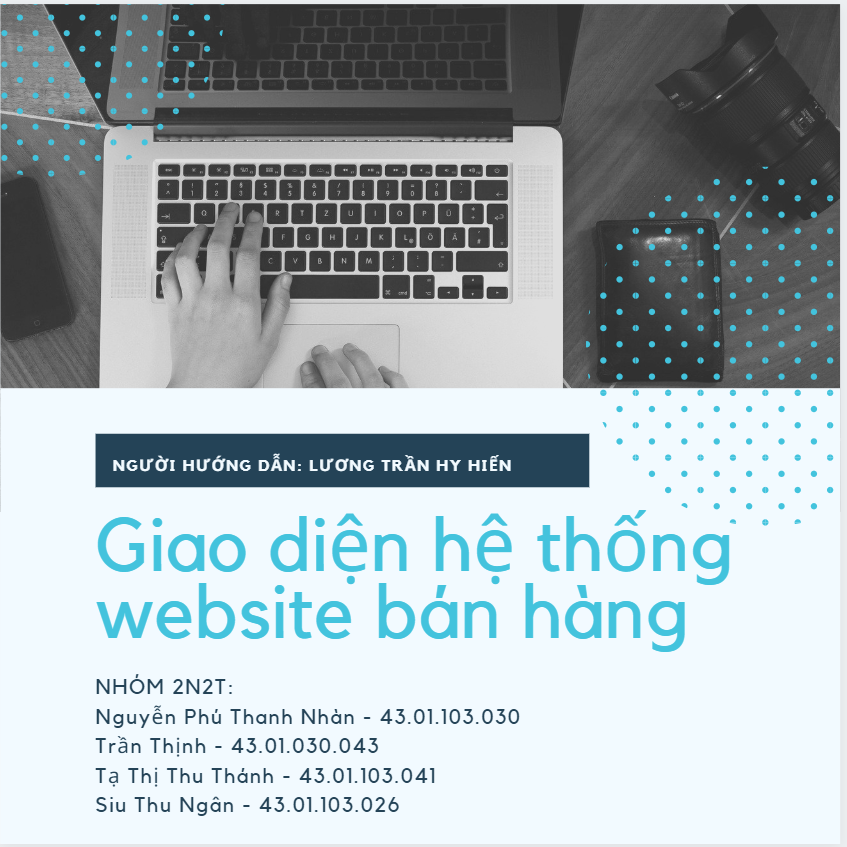 NGƯỜI HƯỚNG DẪN: LƯƠNG TRẦN HY HIẾN
Giao diện hệ thống
website bán hàng
NHÓM 2N2T:
Nguyễn Phú Thanh Nhàn - 43.01.103.030
Trần Thịnh - 43.01.030.043
Tạ Thị Thu Thánh - 43.01.103.041
Siu Thu Ngân - 43.01.103.026